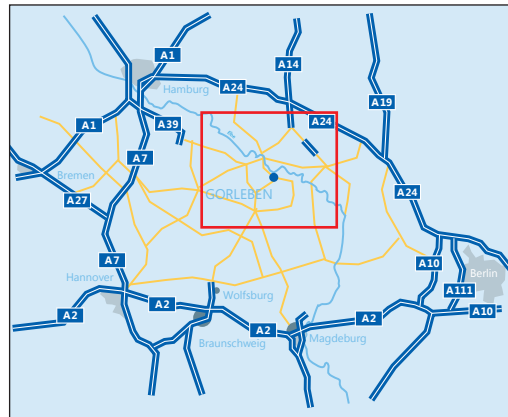 A1
A14
A24
Hamburg
A19
A1
A39
A24
A7
Bremen
A27
GORLEBEN
A24
A7
Hannover
A10
Berlin
A2
Wolfsburg
A111
A2
A2
A2
A10
Braunschweig
Magdeburg